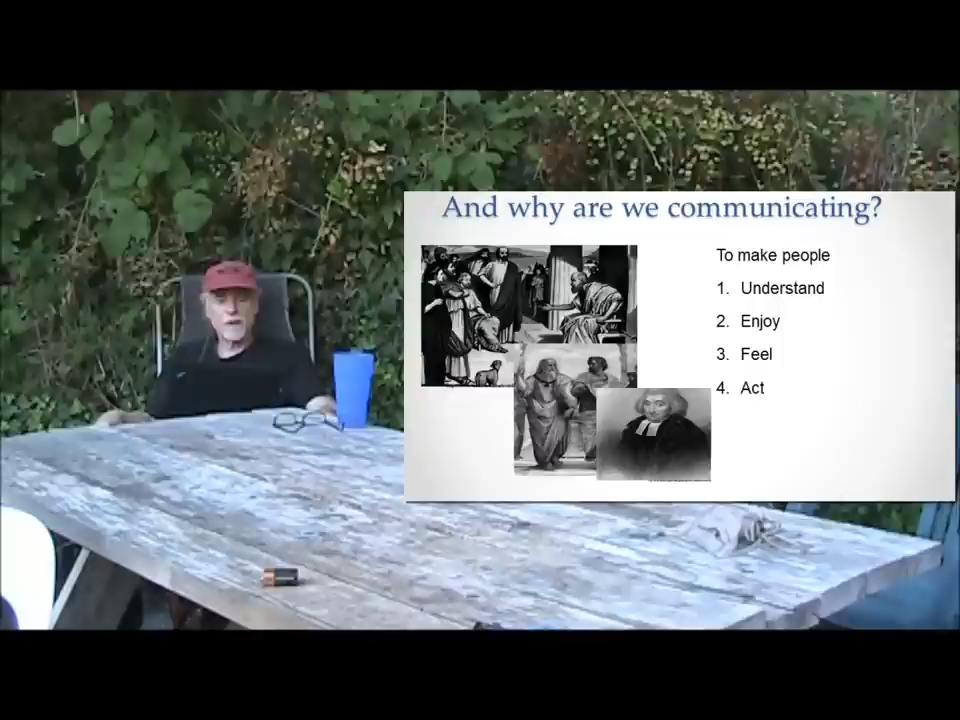 And why are we communicating?
To make people
1. Understand
2. Enjoy
3. Feel
4. Act